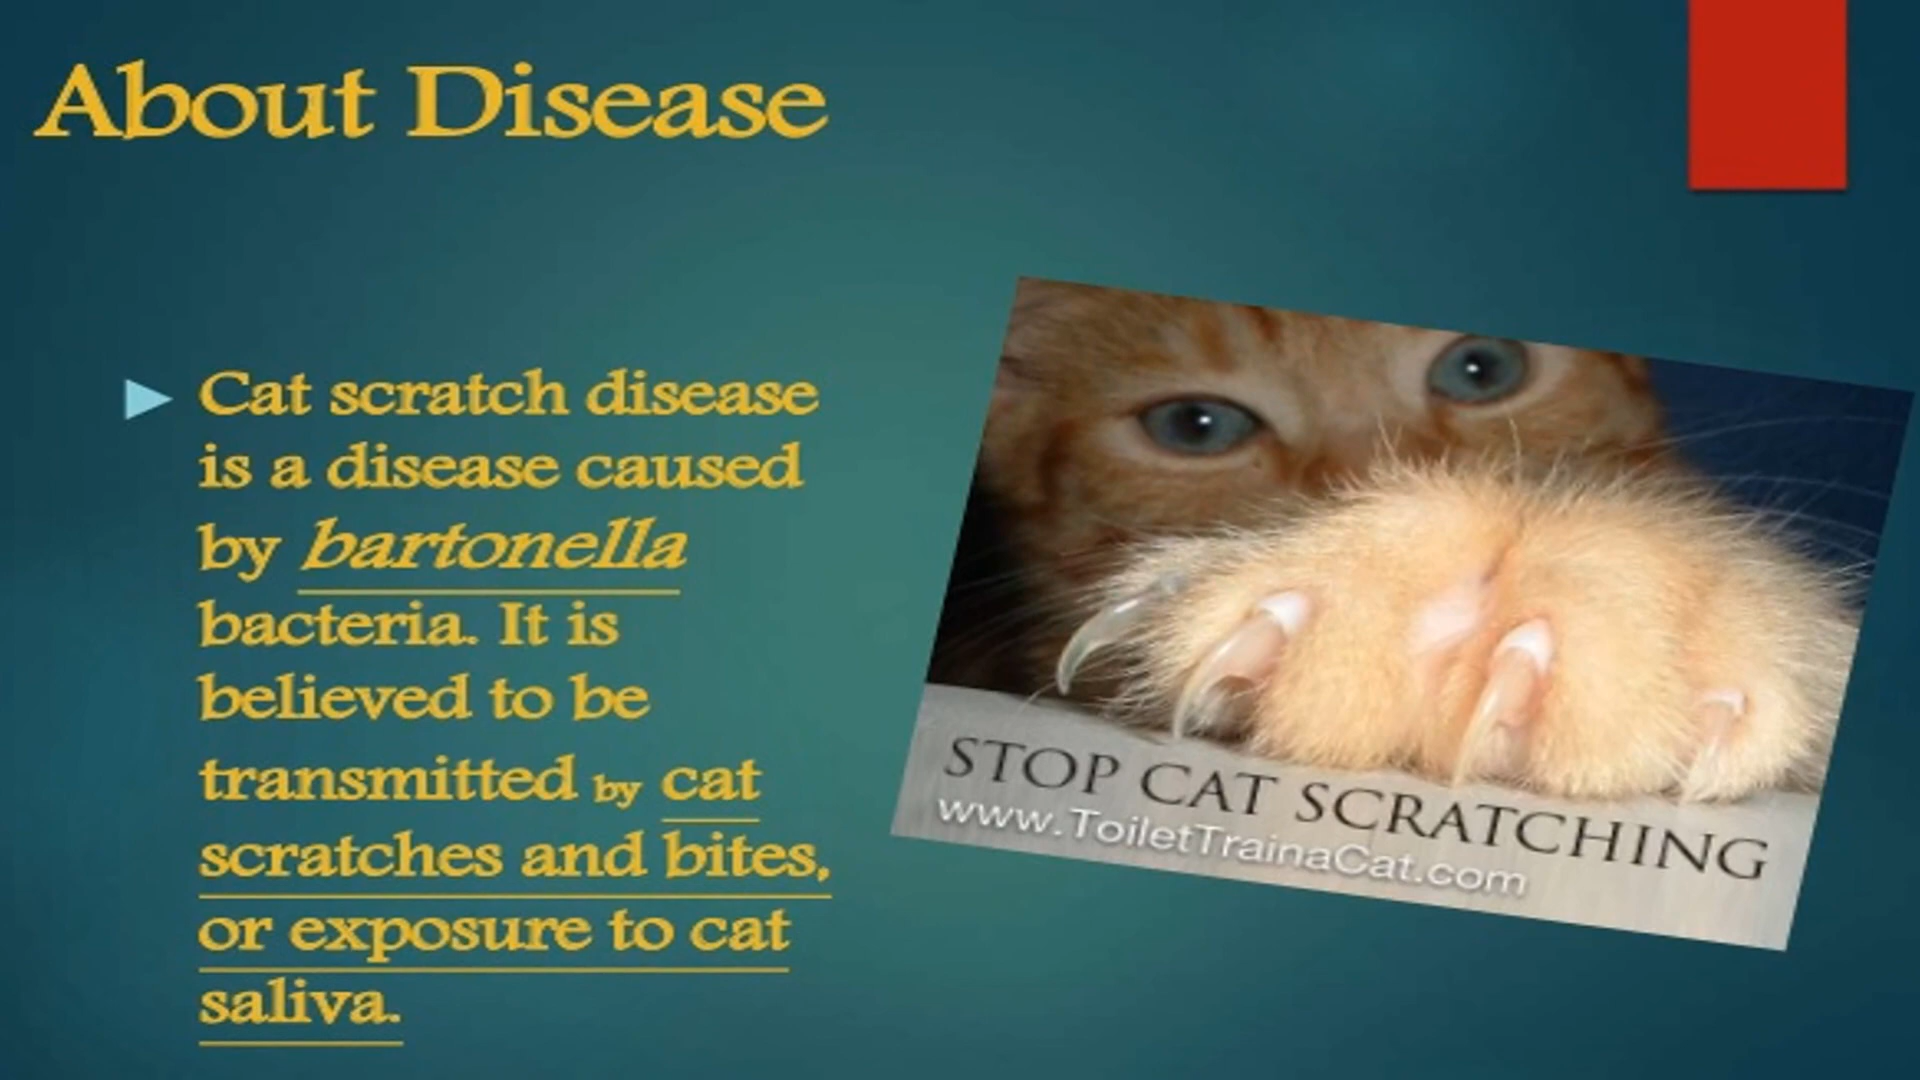 About Disease
Cat scratch disease
is a disease caused
by bartonella
bacteria. It is
believed to be
transmitted by cat
scratches and bites,
or exposure to cat
saliva.
STOP CAT SCRATCHING
www.ToiletTrainaCat.com